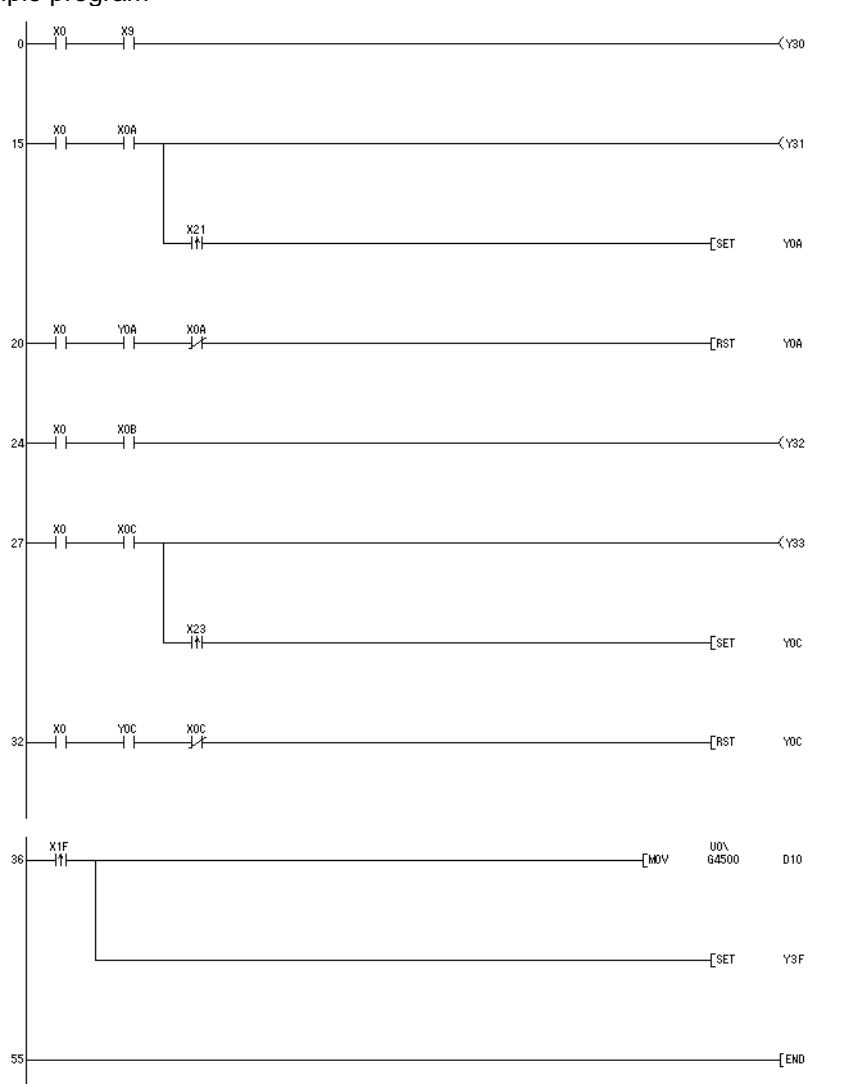 program
X0 X9
0 Y30
X0 X0A
15 Y31
X21
SET Y0A
X0 Y0A X0A
20 RST Y0A
X0 X0B
24 Y32
X0 X0C
27 Y33
X23
SET Y0C
X0 Y0C X0C
32 RST Y0C
X1F U0\
36 MOV G4500 D10
SET Y3F
55 END